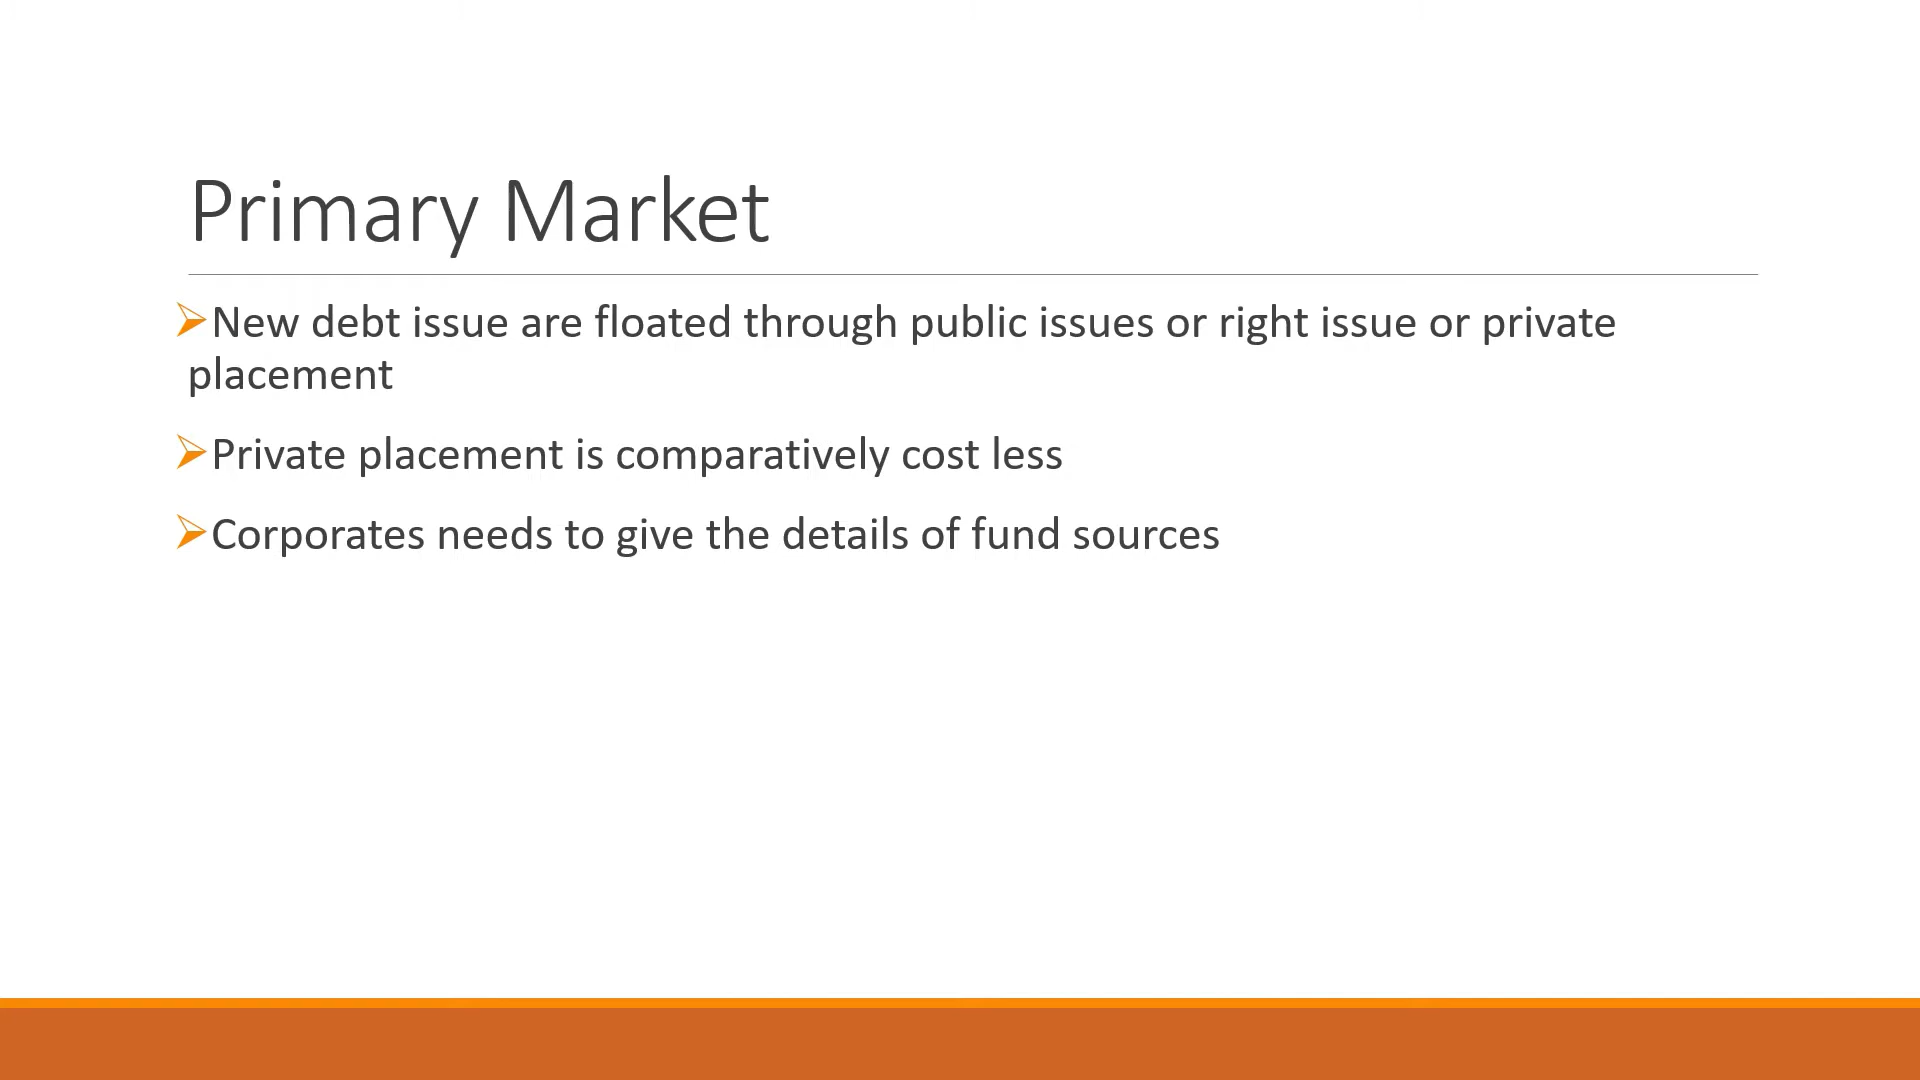 Primary Market
New debt issue are floated through public issues or right issue or private
placement
Private placement is comparatively cost less
Corporates needs to give the details of fund sources